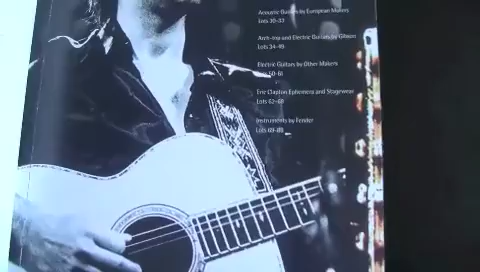 Acoustic Guitars by European Makers
Lots 30-33
Arch-top and Electric Guitars by Gibson
Lots 34-49
Electric Guitars by Other Makers
50-61
Eric Clapton Ephemera and Stagewear
Lots 62-68
Instruments by Fender
Lots 69-88